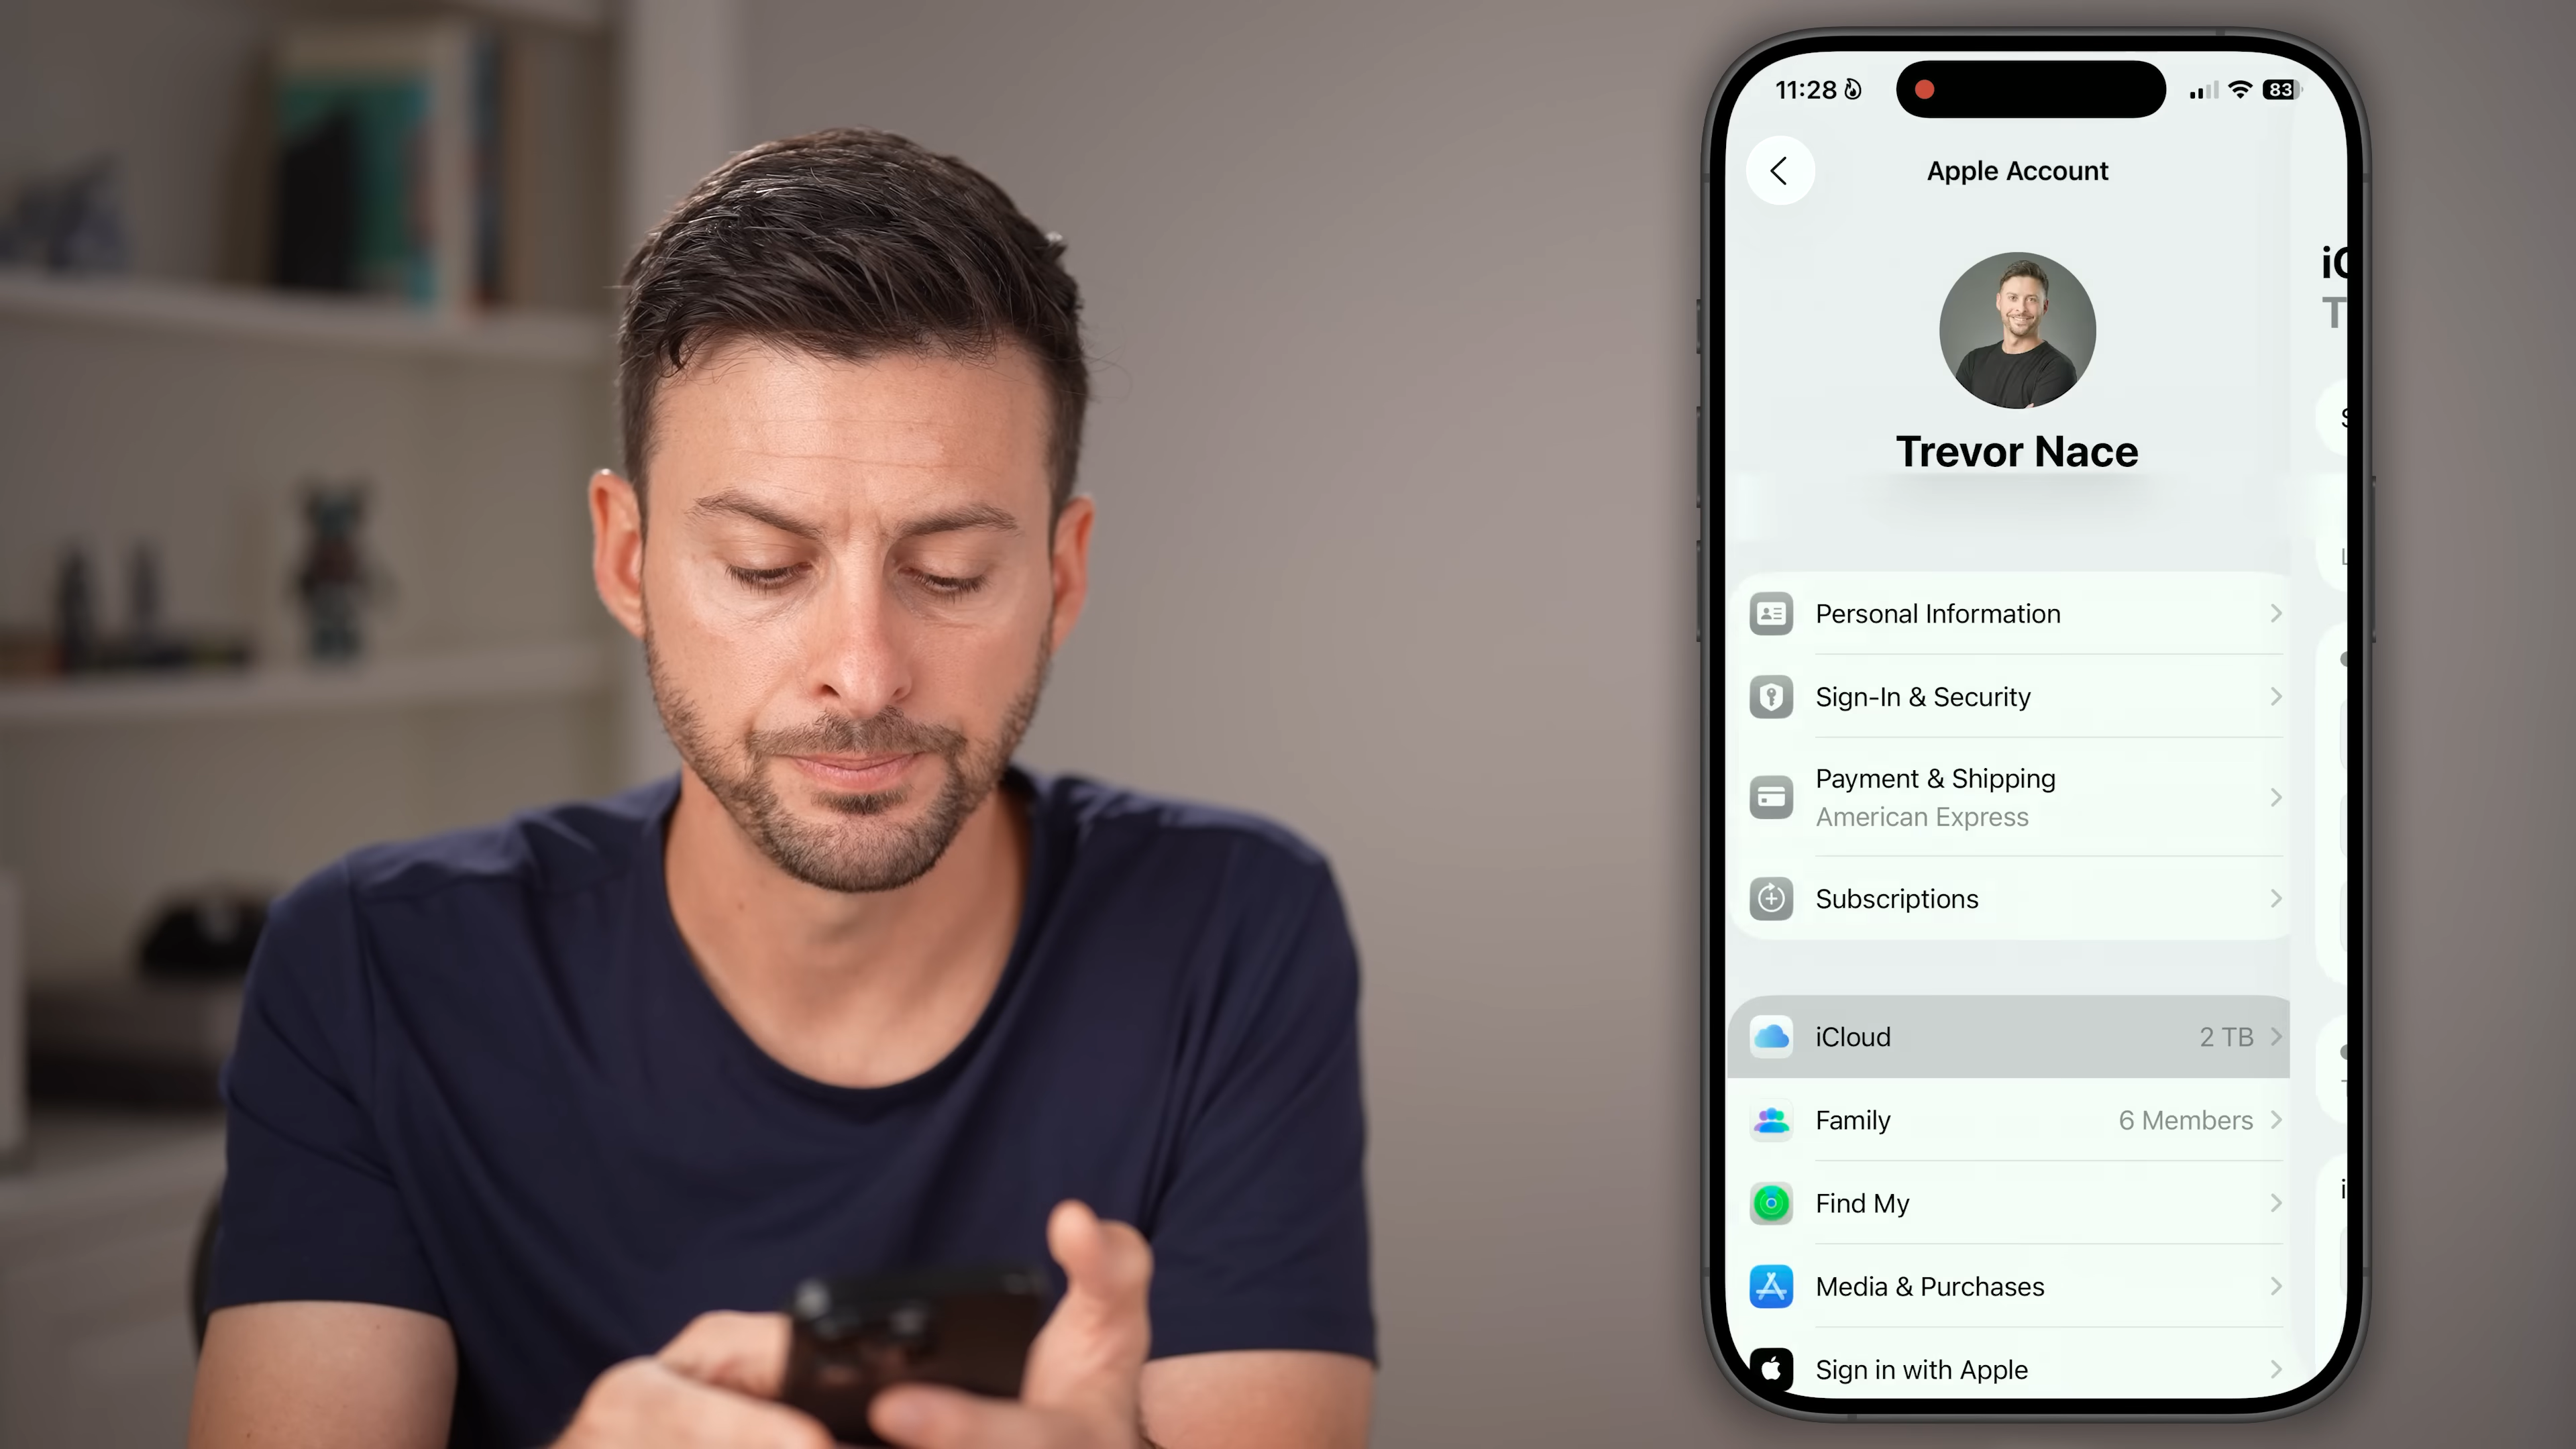 11:28
83
Apple Account
Trevor Nace
Personal Information
Sign-In & Security
Payment & Shipping
American Express
Subscriptions
iCloud
2 TB
Family
6 Members
Find My
Media & Purchases
Sign in with Apple